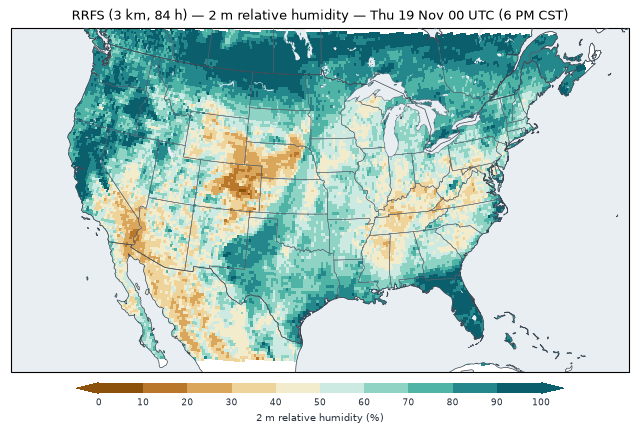 RRFS (3 km, 84 h) — 2 m relative humidity — Thu 19 Nov 00 UTC (6 PM CST)
0 10 20 30 40 50 60 70 80 90 100
2 m relative humidity (%)